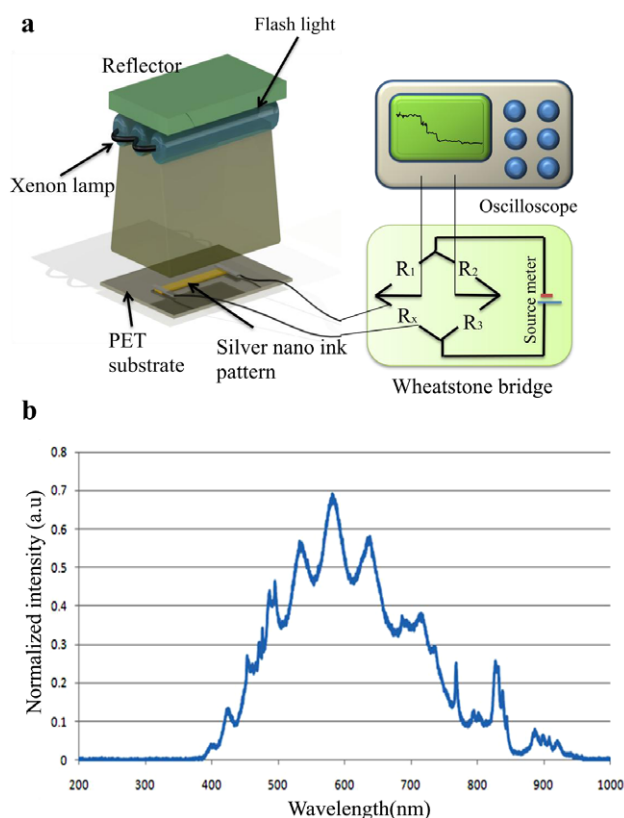 a
Flash light
Reflector
Xenon lamp
PET
substrate
Silver nano ink
pattern
Oscilloscope
R1
R2
Rx
R3
Source meter
Wheatstone bridge
b
Normalized intensity (a.u)
0.8
0.7
0.6
0.5
0.4
0.3
0.2
0.1
0
200 300 400 500 600 700 800 900 1000
Wavelength(nm)